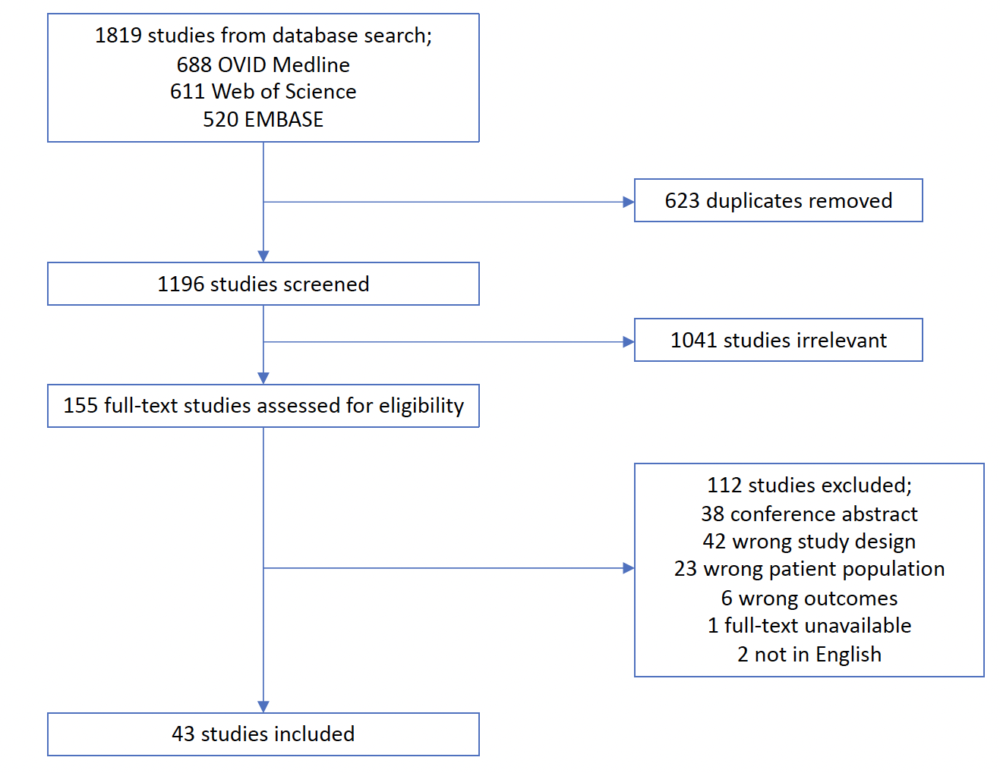 1819 studies from database search;
688 OVID Medline
611 Web of Science
520 EMBASE
623 duplicates removed
1196 studies screened
1041 studies irrelevant
155 full-text studies assessed for eligibility
112 studies excluded;
38 conference abstract
42 wrong study design
23 wrong patient population
6 wrong outcomes
1 full-text unavailable
2 not in English
43 studies included